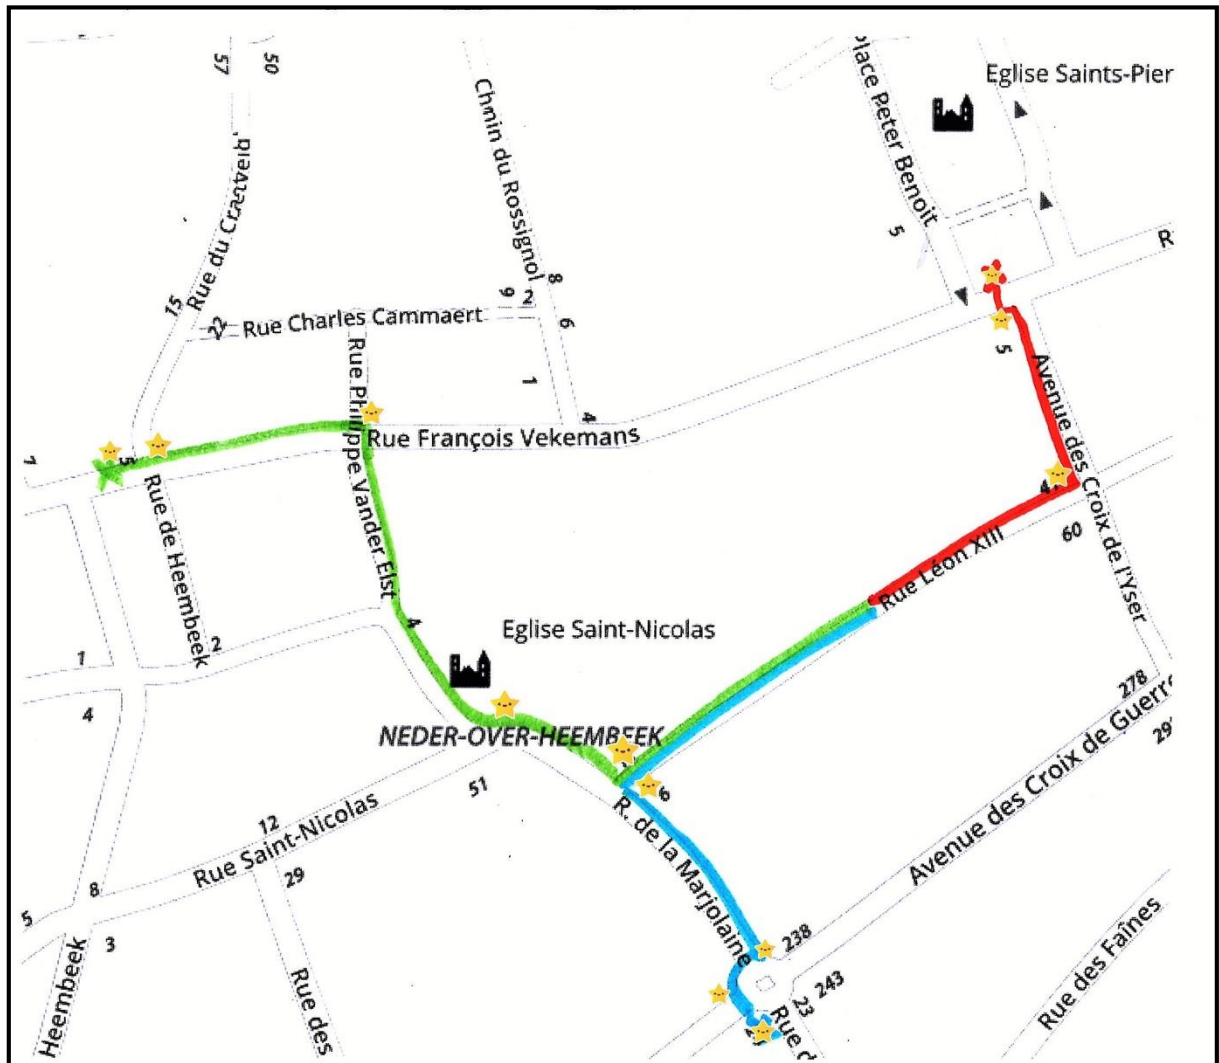 57
50
Place Peter Benoit
Eglise Saints-Pier
Chmin du Rossignol
Rue du Craetveld
5
R
15
22
Rue Charles Cammaert
9
2
8
6
1
4
5
Rue Philippe Vander Elst
Rue François Vekemans
Avenue des Croix de l'Yser
1
5
Rue de Heembeek
60
Rue Léon XIII
4
2
Eglise Saint-Nicolas
1
4
NEDER-OVER-HEEMBEEK
278
Avenue des Croix de Guerre
6
51
R. de la Marjolaine
12
Rue Saint-Nicolas
29
8
5
3
Heembeek
Rue des
238
243
23
Rue d
Rue des Faînes